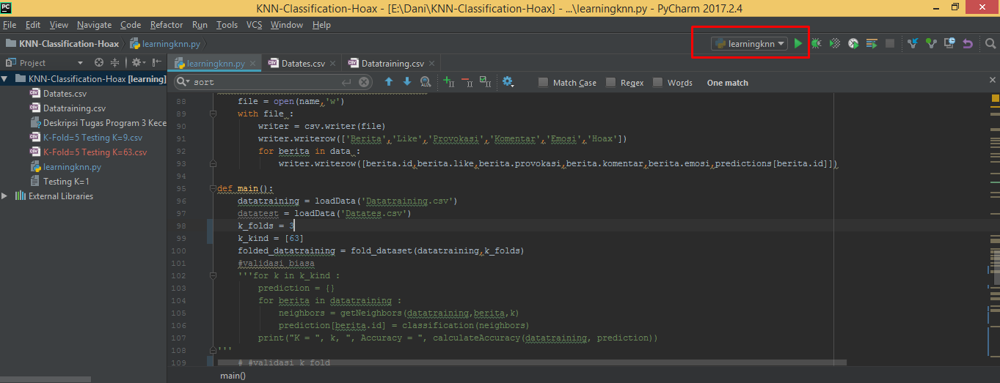 PC
KNN-Classification-Hoax - [E:\Dani\KNN-Classification-Hoax] - ...\learningknn.py - PyCharm 2017.2.4
File Edit View Navigate Code Refactor Run Tools VCS Window Help
KNN-Classification-Hoax learningknn.py
learningknn
Project
learningknn.py Datates.csv Datatraining.csv
KNN-Classification-Hoax [learning]
Datates.csv
Datatraining.csv
Deskripsi Tugas Program 3 Kece
K-Fold=5 Testing K=9.csv
K-Fold=5 Testing K=63.csv
learningknn.py
Testing K=1
External Libraries
sort
Match Case Regex Words One match
88 file = open(name,'w')
89 with file :
90 writer = csv.writer(file)
91 writer.writerow(['Berita','Like','Provokasi','Komentar','Emosi','Hoax'])
92 for berita in data :
93 writer.writerow([berita.id,berita.like,berita.provokasi,berita.komentar,berita.emosi,predictions[berita.id]])
94
95 def main():
96 datatraining = loadData('Datatraining.csv')
97 datatest = loadData('Datates.csv')
98 k_folds = 3
99 k_kind = [63]
100 folded_datatraining = fold_dataset(datatraining,k_folds)
101 #validasi biasa
102 '''for k in k_kind :
103 prediction = {}
104 for berita in datatraining :
105 neighbors = getNeighbors(datatraining,berita,k)
106 prediction[berita.id] = classification(neighbors)
107 print("K = ", k, ", Accuracy = ", calculateAccuracy(datatraining, prediction))
108 '''
109 # #validasi k fold
main()